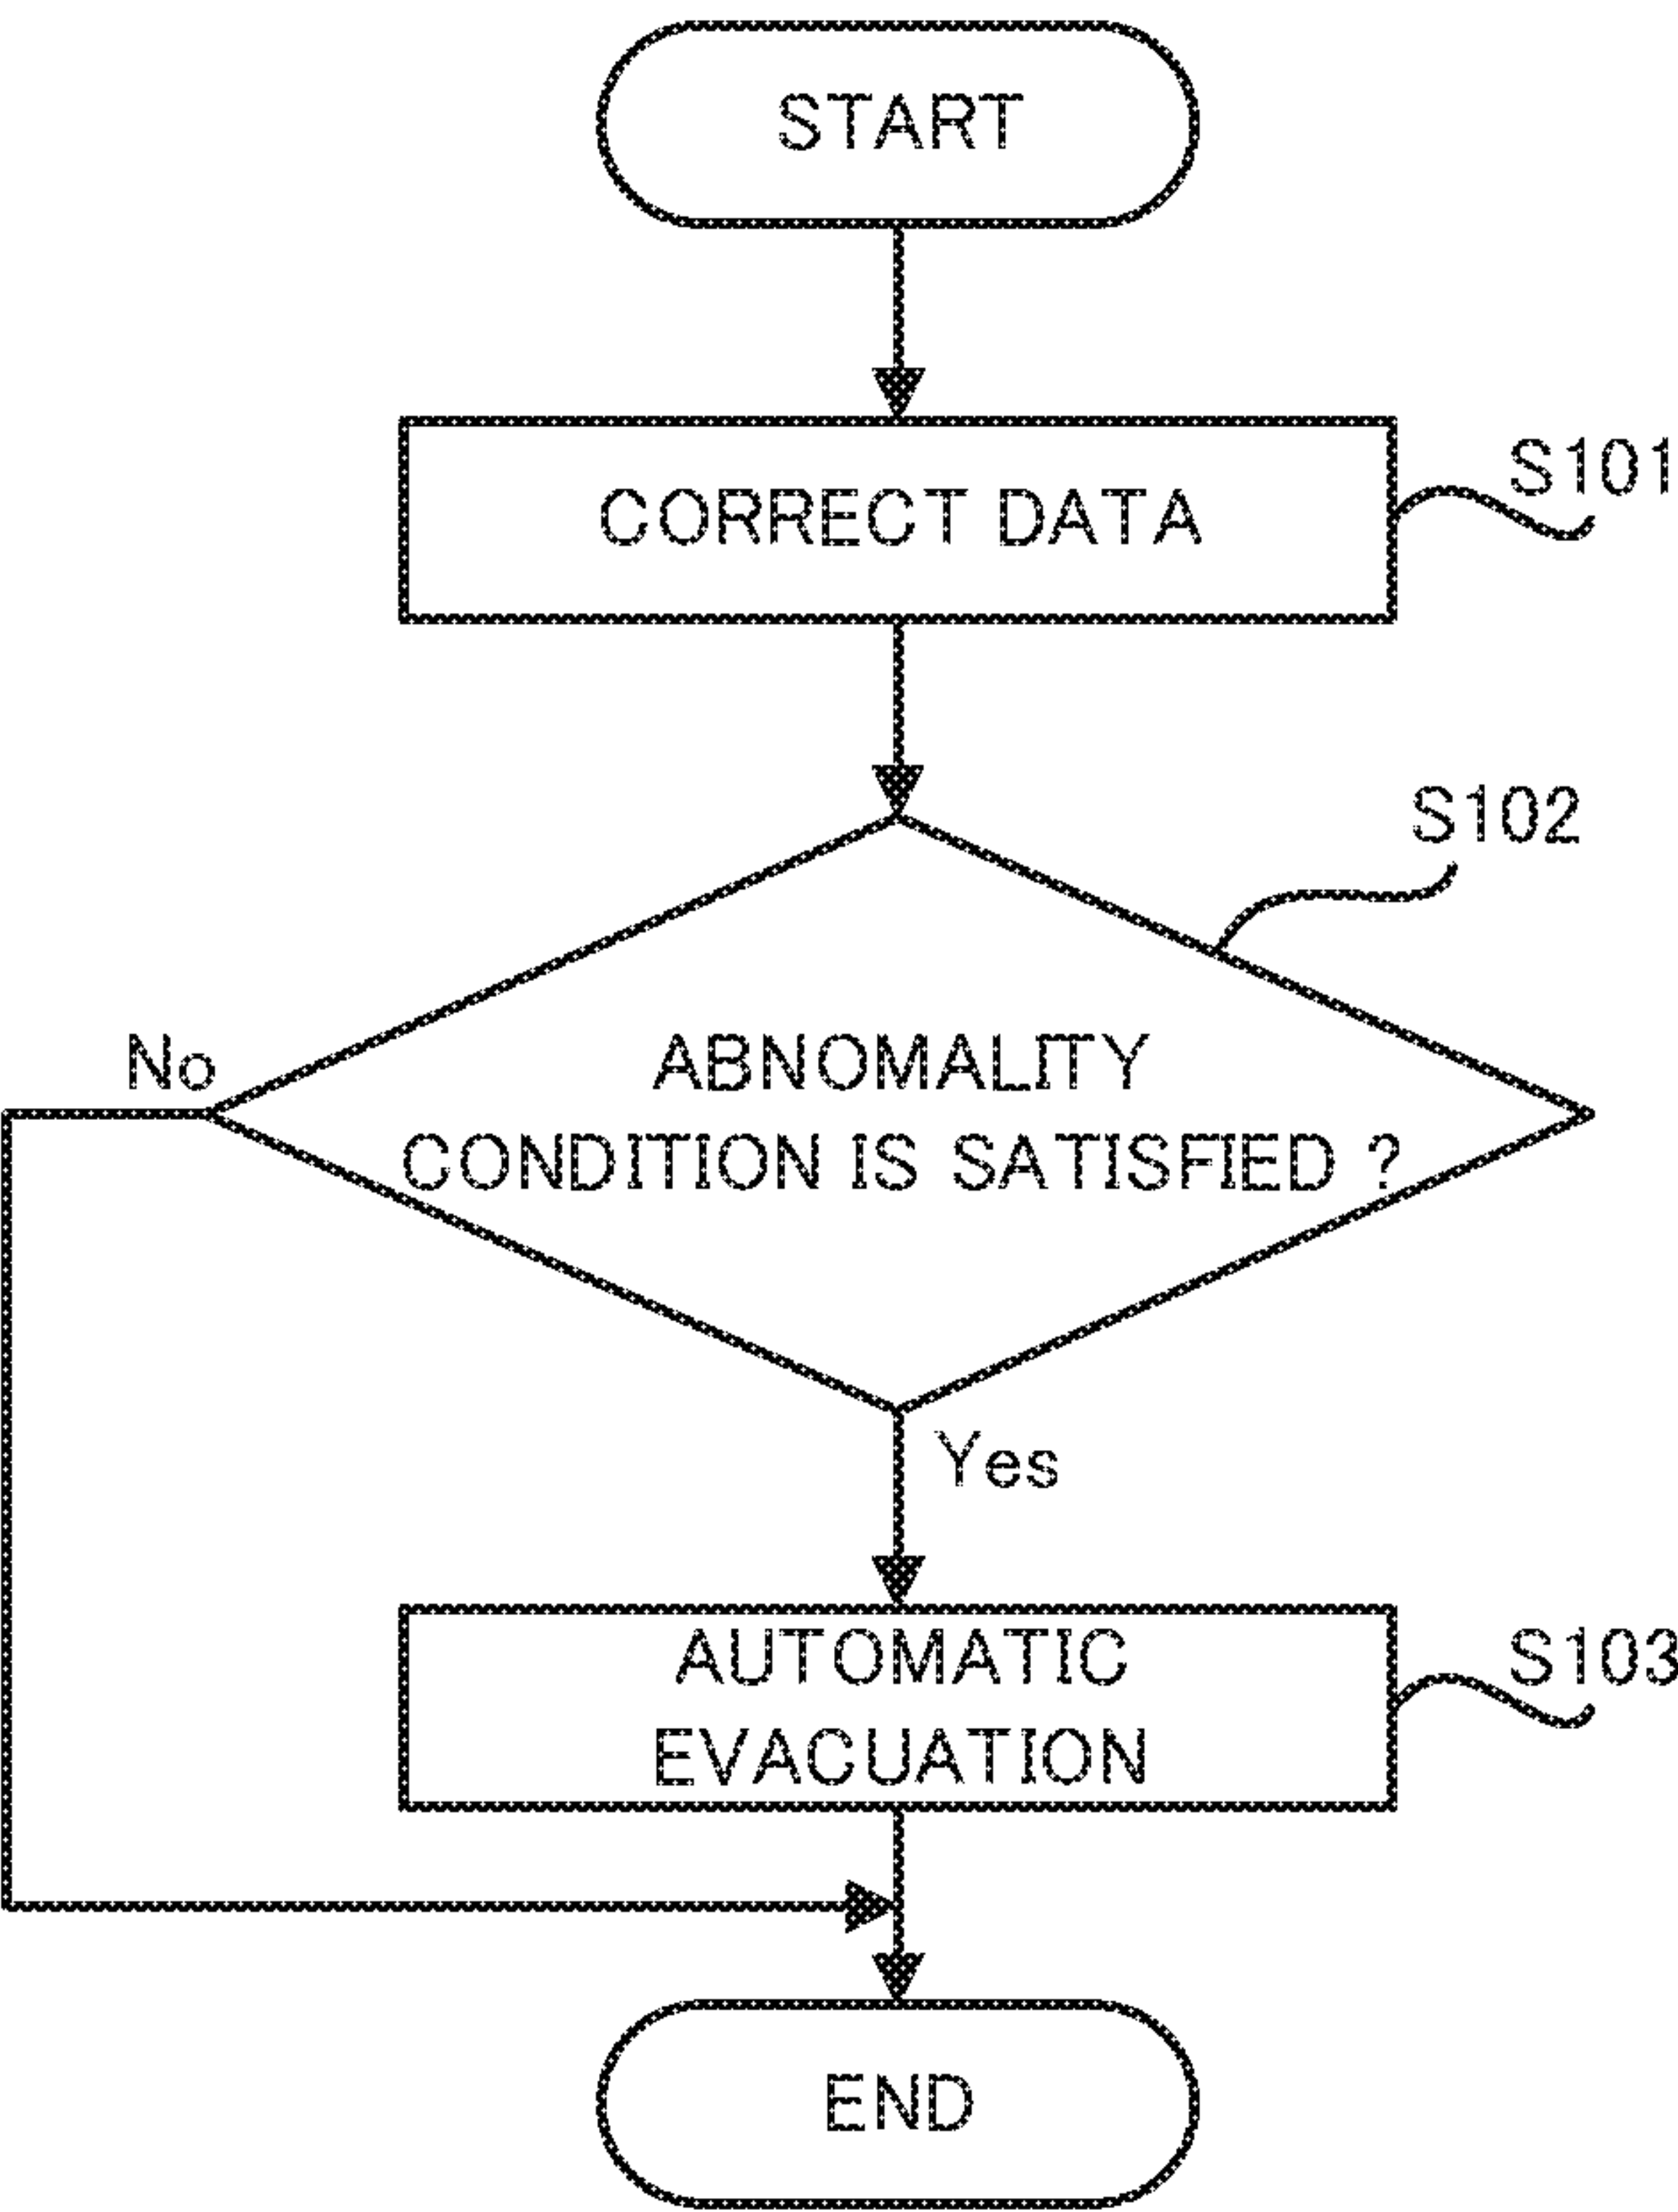 START
CORRECT DATA
S101
S102
No
ABNOMALITY
CONDITION IS SATISFIED ?
Yes
AUTOMATIC
EVACUATION
S103
END